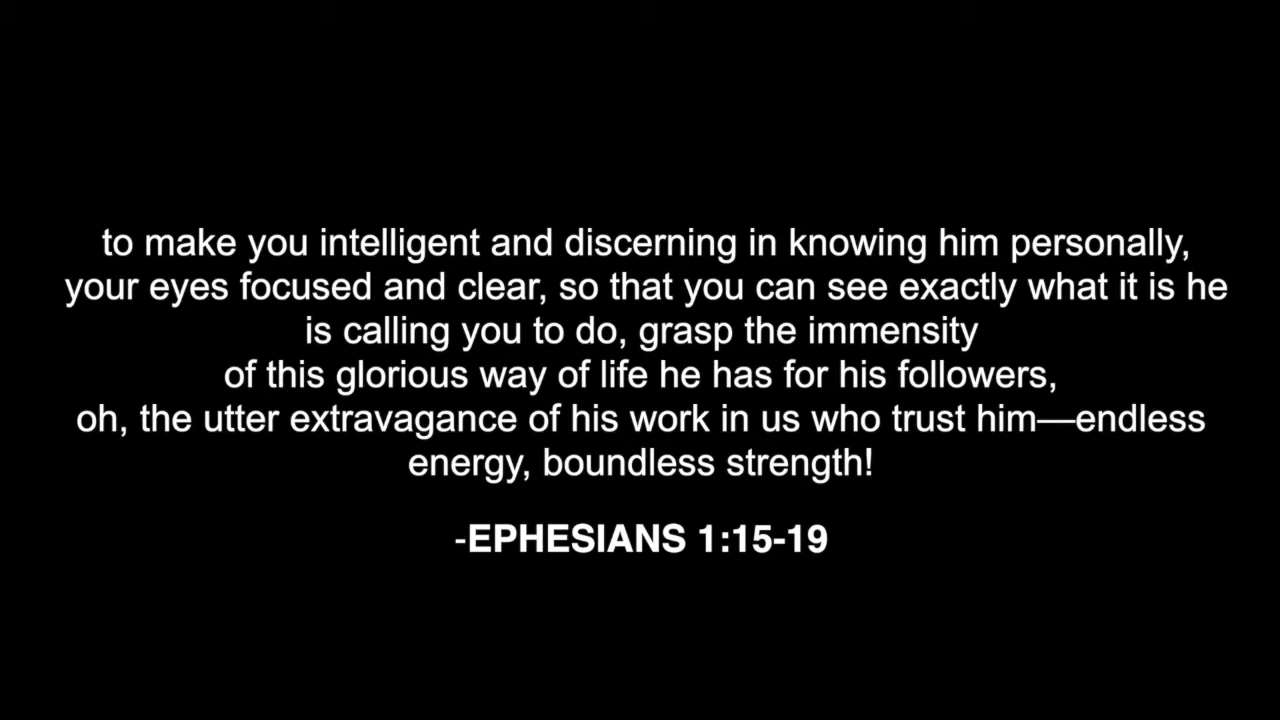 to make you intelligent and discerning in knowing him personally,
your eyes focused and clear, so that you can see exactly what it is he
is calling you to do, grasp the immensity
of this glorious way of life he has for his followers,
oh, the utter extravagance of his work in us who trust him—endless
energy, boundless strength!
-EPHESIANS 1:15-19